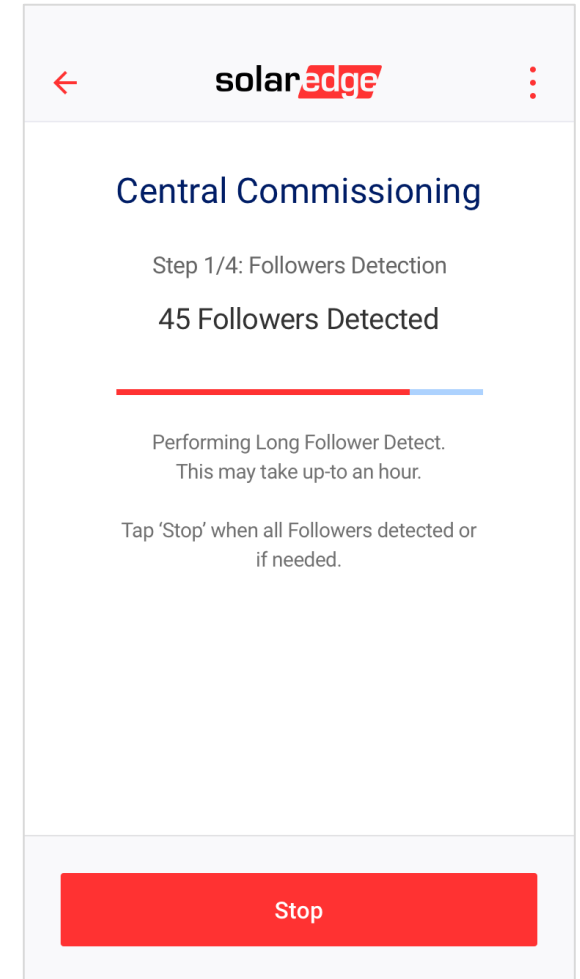 solaredge
Central Commissioning
Step 1/4: Followers Detection
45 Followers Detected
Performing Long Follower Detect.
This may take up-to an hour.
Tap ‘Stop’ when all Followers detected or
if needed.
Stop